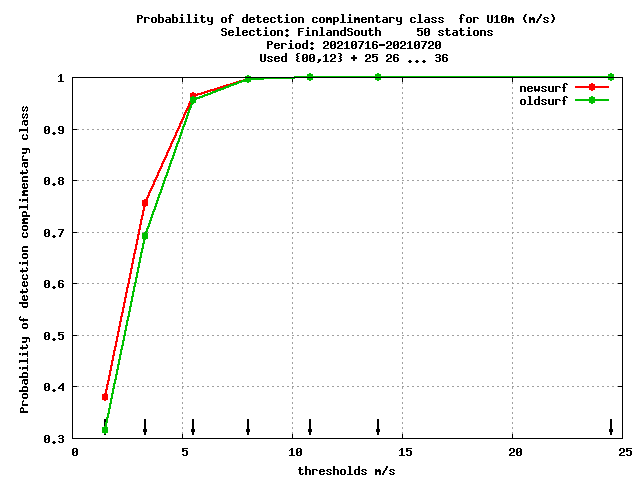 Probability of detection complimentary class  for U10m (m/s)
Selection: FinlandSouth     50 stations
Period: 20210716-20210720
Used {00,12} + 25 26 ... 36
newsurf
oldsurf
Probability of detection complimentary class
1
0.9
0.8
0.7
0.6
0.5
0.4
0.3
0 5 10 15 20 25
thresholds m/s